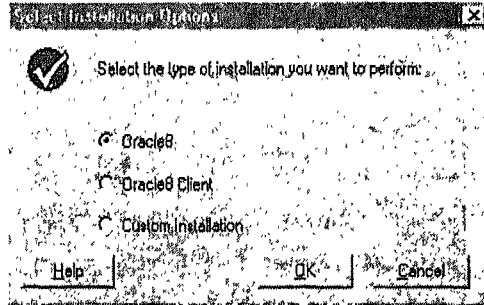 Select Installation Options
Select the type of installation you want to perform:
Oracle8
Oracle8 Client
Custom Installation
Help
OK
Cancel